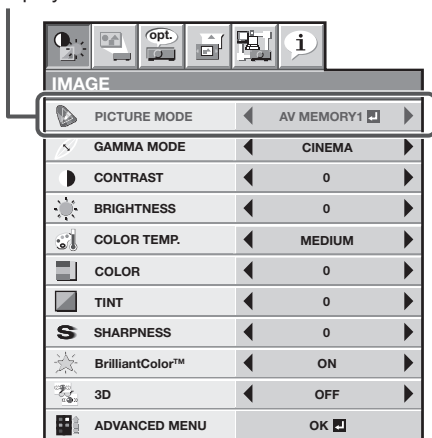 opt.
i
IMAGE
PICTURE MODE AV MEMORY1
GAMMA MODE CINEMA
CONTRAST 0
BRIGHTNESS 0
COLOR TEMP. MEDIUM
COLOR 0
TINT 0
S SHARPNESS 0
BrilliantColor™ ON
3D OFF
ADVANCED MENU OK